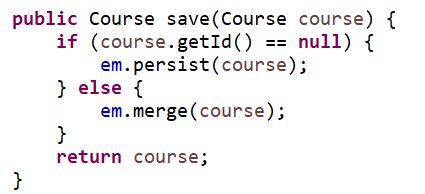 public Course save(Course course) {
    if (course.getId() == null) {
        em.persist(course);
    } else {
        em.merge(course);
    }
    return course;
}